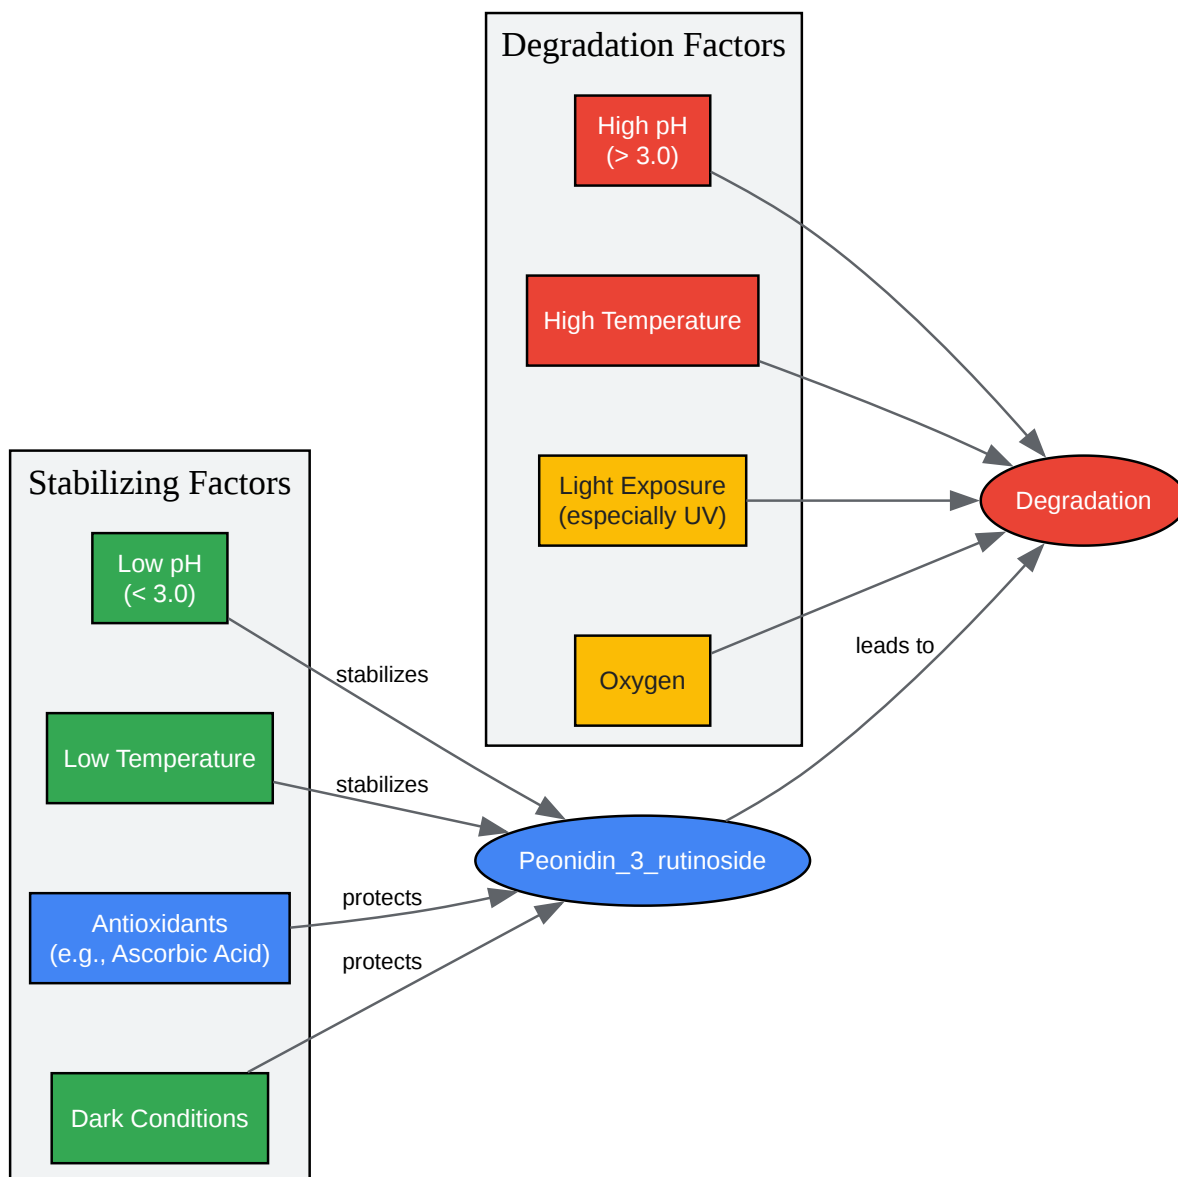 Degradation Factors
High pH
(> 3.0)
High Temperature
Light Exposure
(especially UV)
Oxygen
Degradation
leads to
Stabilizing Factors
Low pH
(< 3.0)
stabilizes
Low Temperature
stabilizes
Antioxidants
(e.g., Ascorbic Acid)
protects
Dark Conditions
protects
Peonidin_3_rutinoside